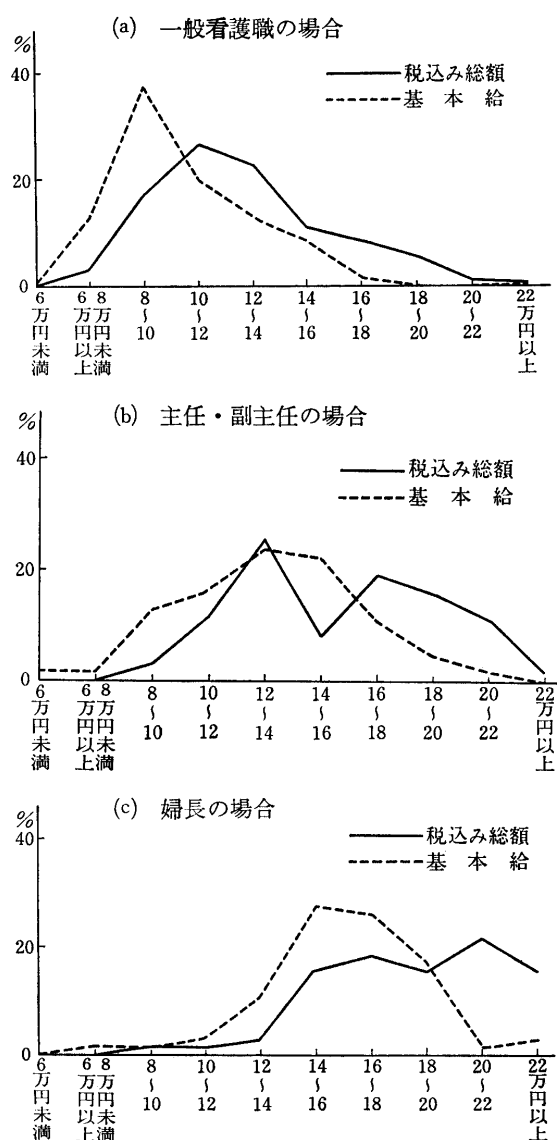 (a) 一般看護職の場合
%
税込み総額
基本給
40
20
0
6万円未満
6万円以上8万円未満
8〜10
10〜12
12〜14
14〜16
16〜18
18〜20
20〜22
22万円以上
(b) 主任・副主任の場合
%
税込み総額
基本給
40
20
0
6万円未満
6万円以上8万円未満
8〜10
10〜12
12〜14
14〜16
16〜18
18〜20
20〜22
22万円以上
(c) 婦長の場合
%
税込み総額
基本給
40
20
0
6万円未満
6万円以上8万円未満
8〜10
10〜12
12〜14
14〜16
16〜18
18〜20
20〜22
22万円以上